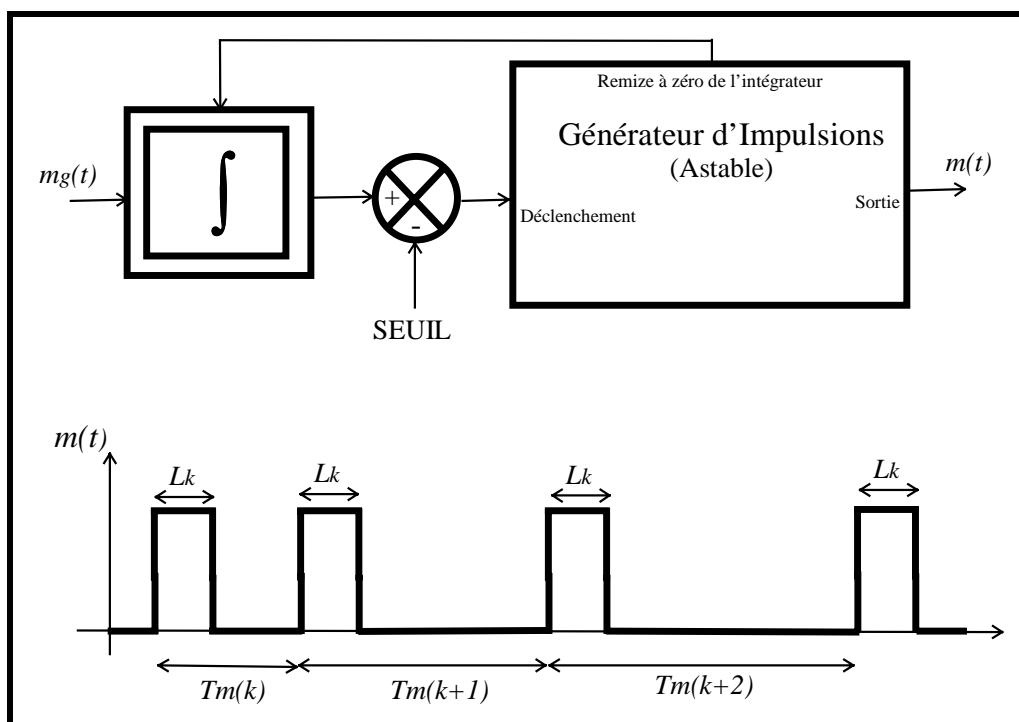 Remize à zéro de l'intégrateur
Générateur d'Impulsions
(Astable)
mg(t)
∫
+
-
Déclenchement
Sortie
m(t)
SEUIL
m(t)
Lk
Lk
Lk
Lk
Tm(k)
Tm(k+1)
Tm(k+2)